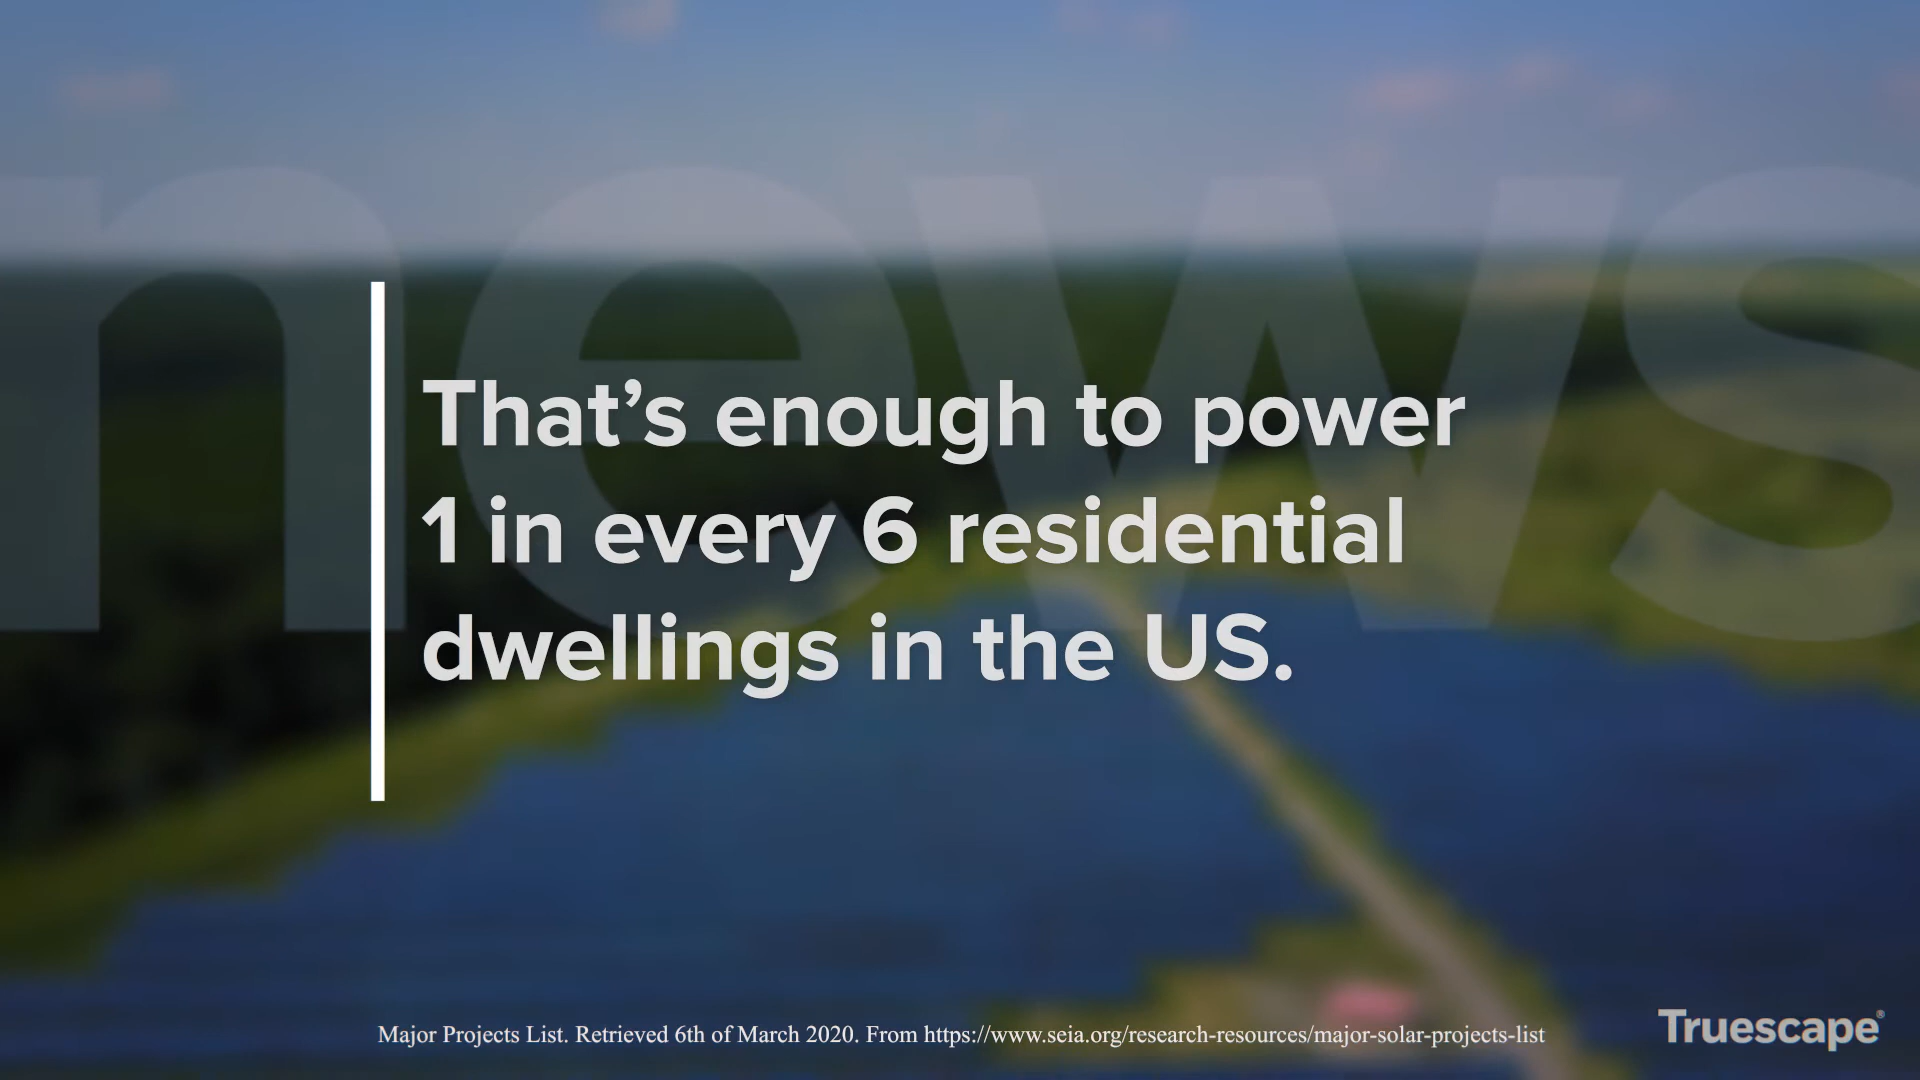 news
That’s enough to power
1 in every 6 residential
dwellings in the US.
Major Projects List. Retrieved 6th of March 2020. From https://www.seia.org/research-resources/major-solar-projects-list
Truescape®